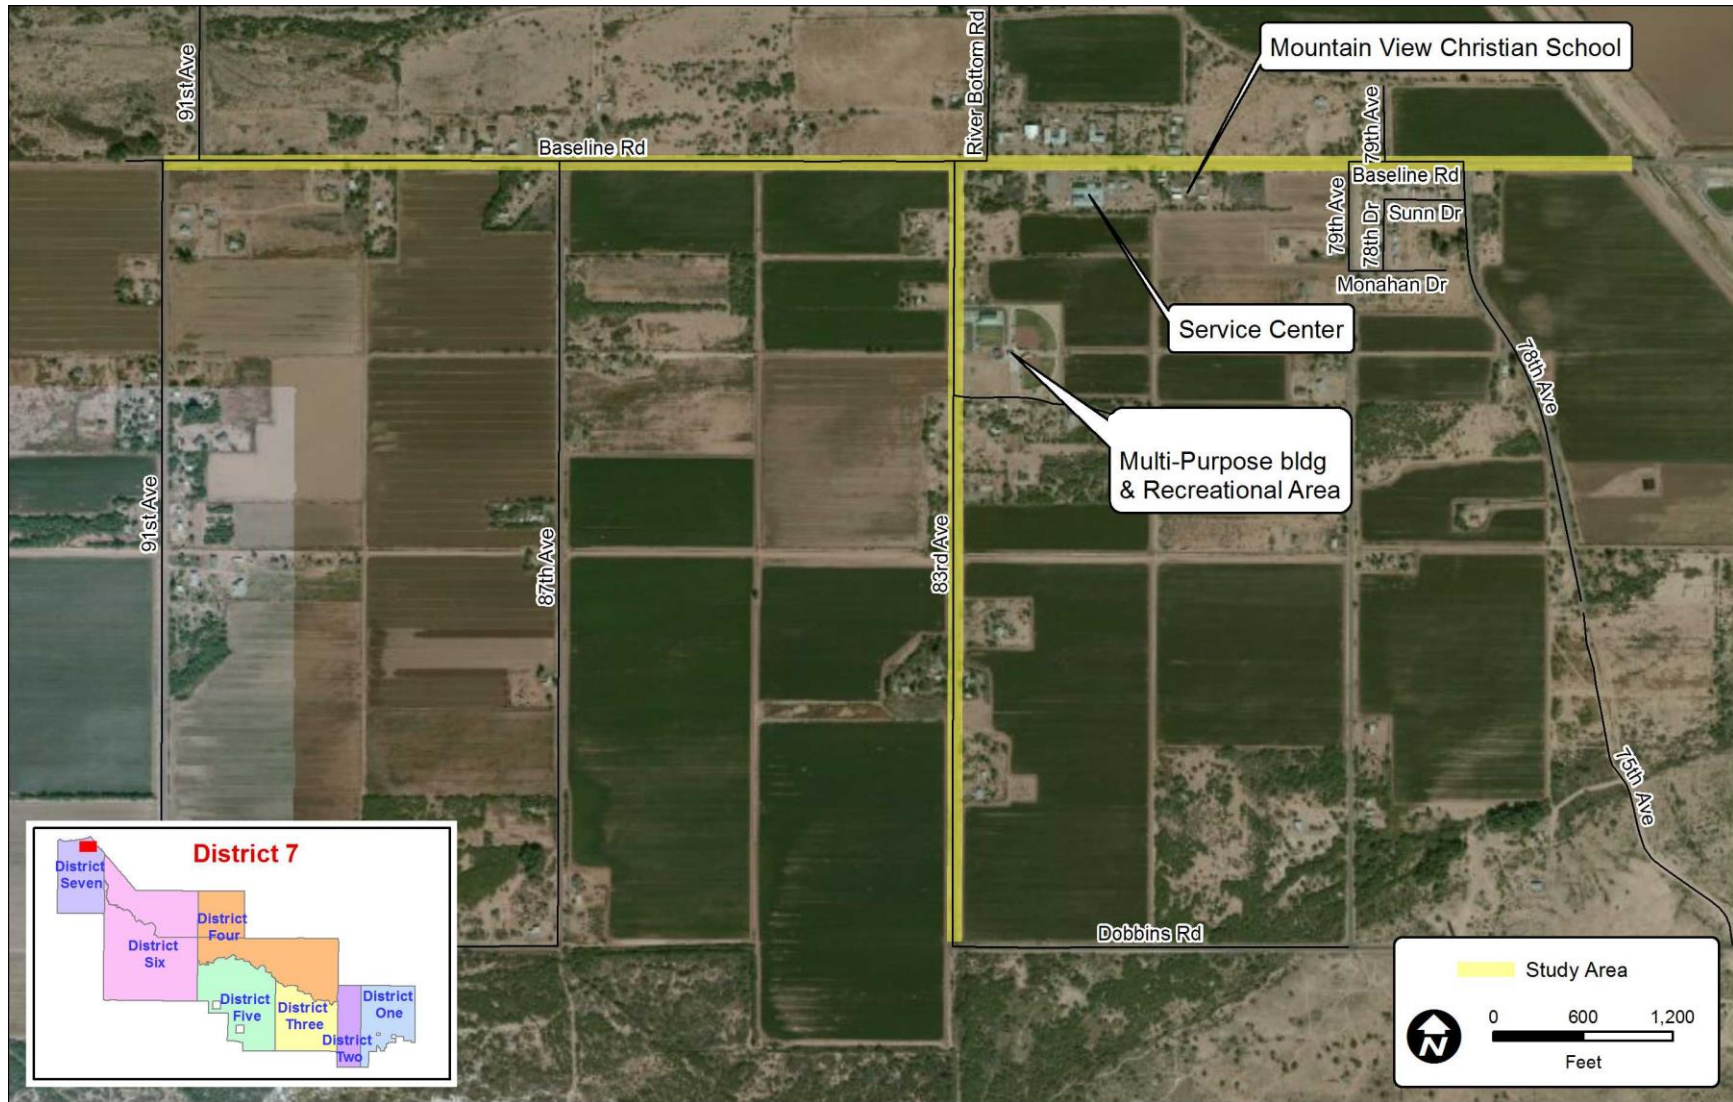 91st Ave
River Bottom Rd
Mountain View Christian School
79th Ave
Baseline Rd
Baseline Rd
79th Ave
78th Dr
Sunn Dr
Monahan Dr
Service Center
78th Ave
Multi-Purpose bldg
& Recreational Area
91st Ave
87th Ave
83rd Ave
75th Ave
Dobbins Rd
District 7
District
Seven
District
Four
District
Six
District
Five
District
Three
District
Two
District
One
Study Area
N
0 600 1,200
Feet